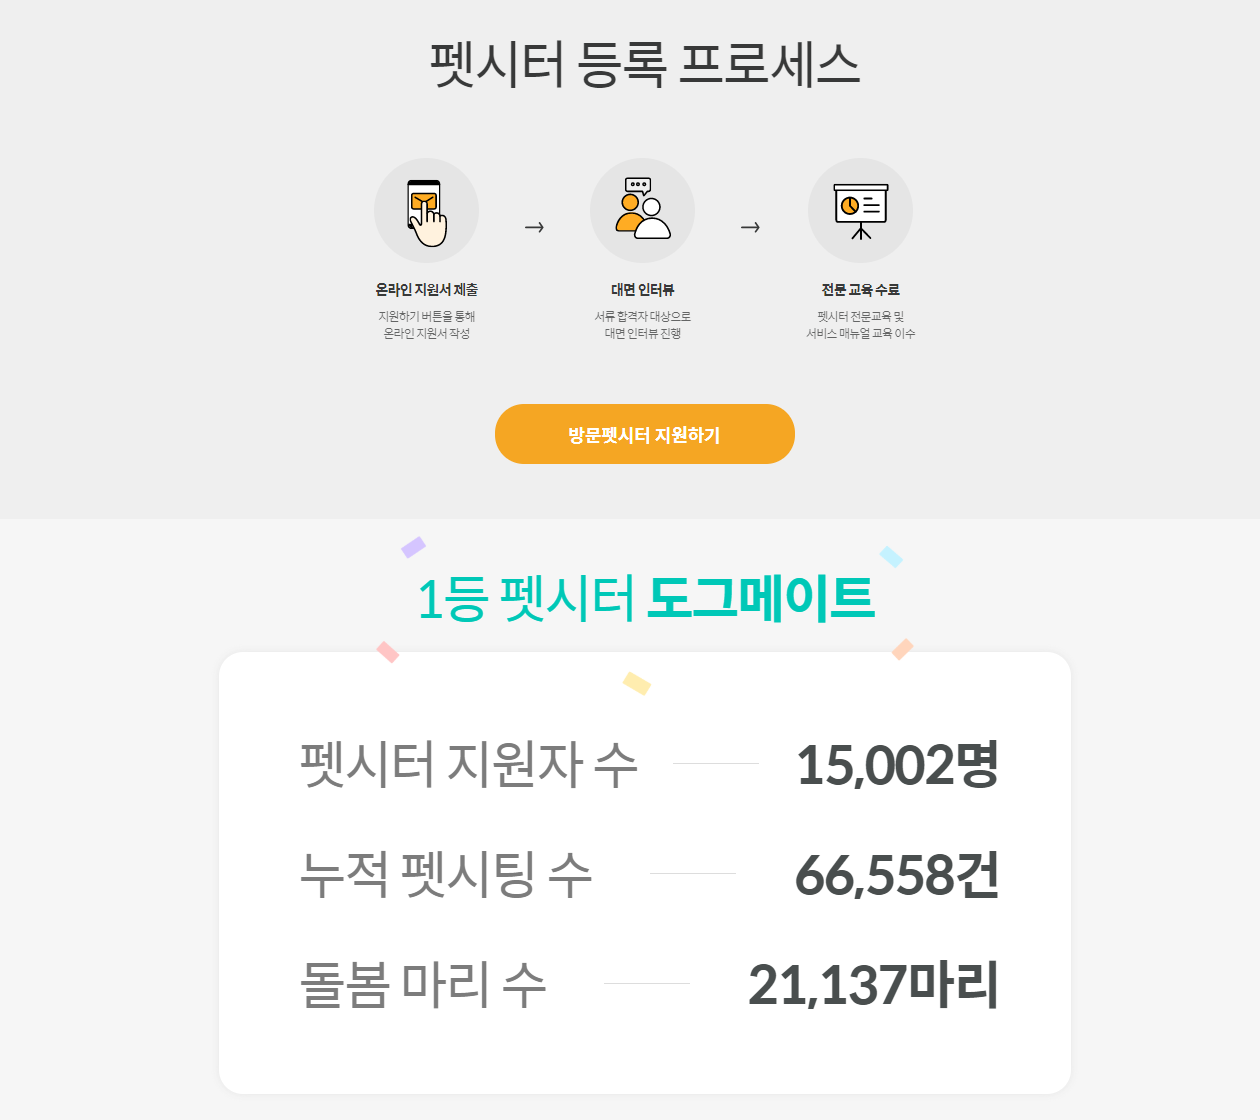 펫시터 등록 프로세스
온라인 지원서 제출
지원하기 버튼을 통해
온라인 지원서 작성
대면 인터뷰
서류 합격자 대상으로
대면 인터뷰 진행
전문 교육 수료
펫시터 전문교육 및
서비스 매뉴얼 교육 이수
방문펫시터 지원하기
1등 펫시터 도그메이트
펫시터 지원자 수 15,002명
누적 펫시팅 수 66,558건
돌봄 마리 수 21,137마리